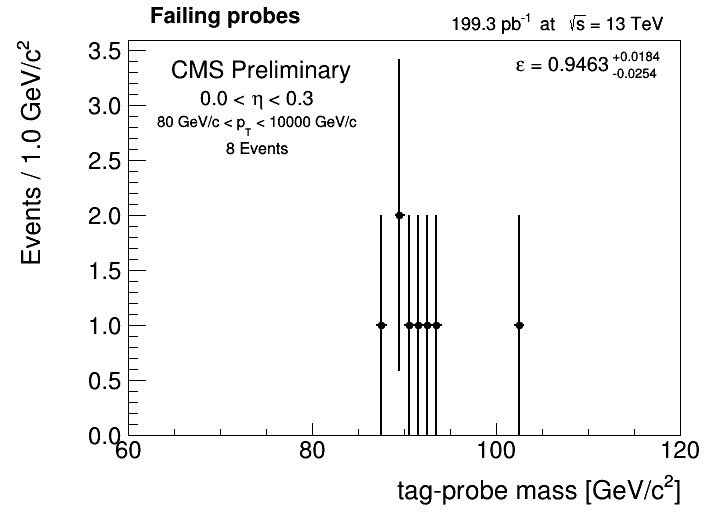 Failing probes
199.3 pb⁻¹ at √s = 13 TeV
CMS Preliminary
0.0 < η < 0.3
80 GeV/c < p_T < 10000 GeV/c
8 Events
ε = 0.9463 +0.0184 -0.0254
Events / 1.0 GeV/c²
3.5
3.0
2.5
2.0
1.5
1.0
0.5
0.0
60 80 100 120
tag-probe mass [GeV/c²]